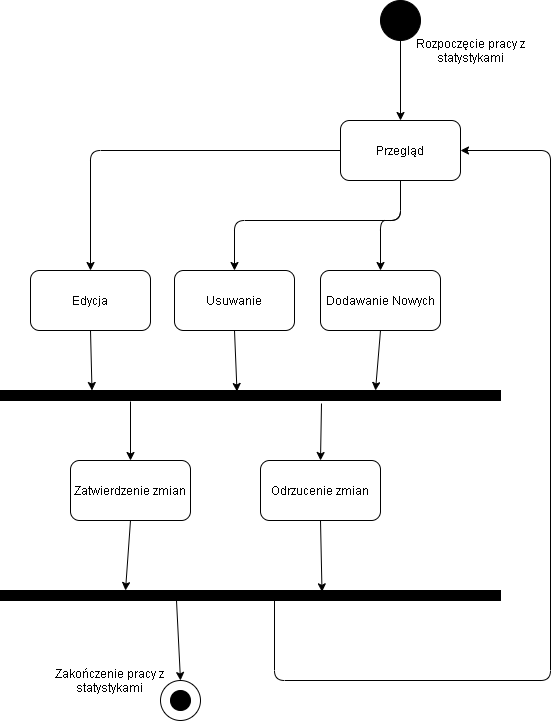 Rozpoczęcie pracy z
statystykami
Przegląd
Edycja
Usuwanie
Dodawanie Nowych
Zatwierdzenie zmian
Odrzucenie zmian
Zakończenie pracy z
statystykami